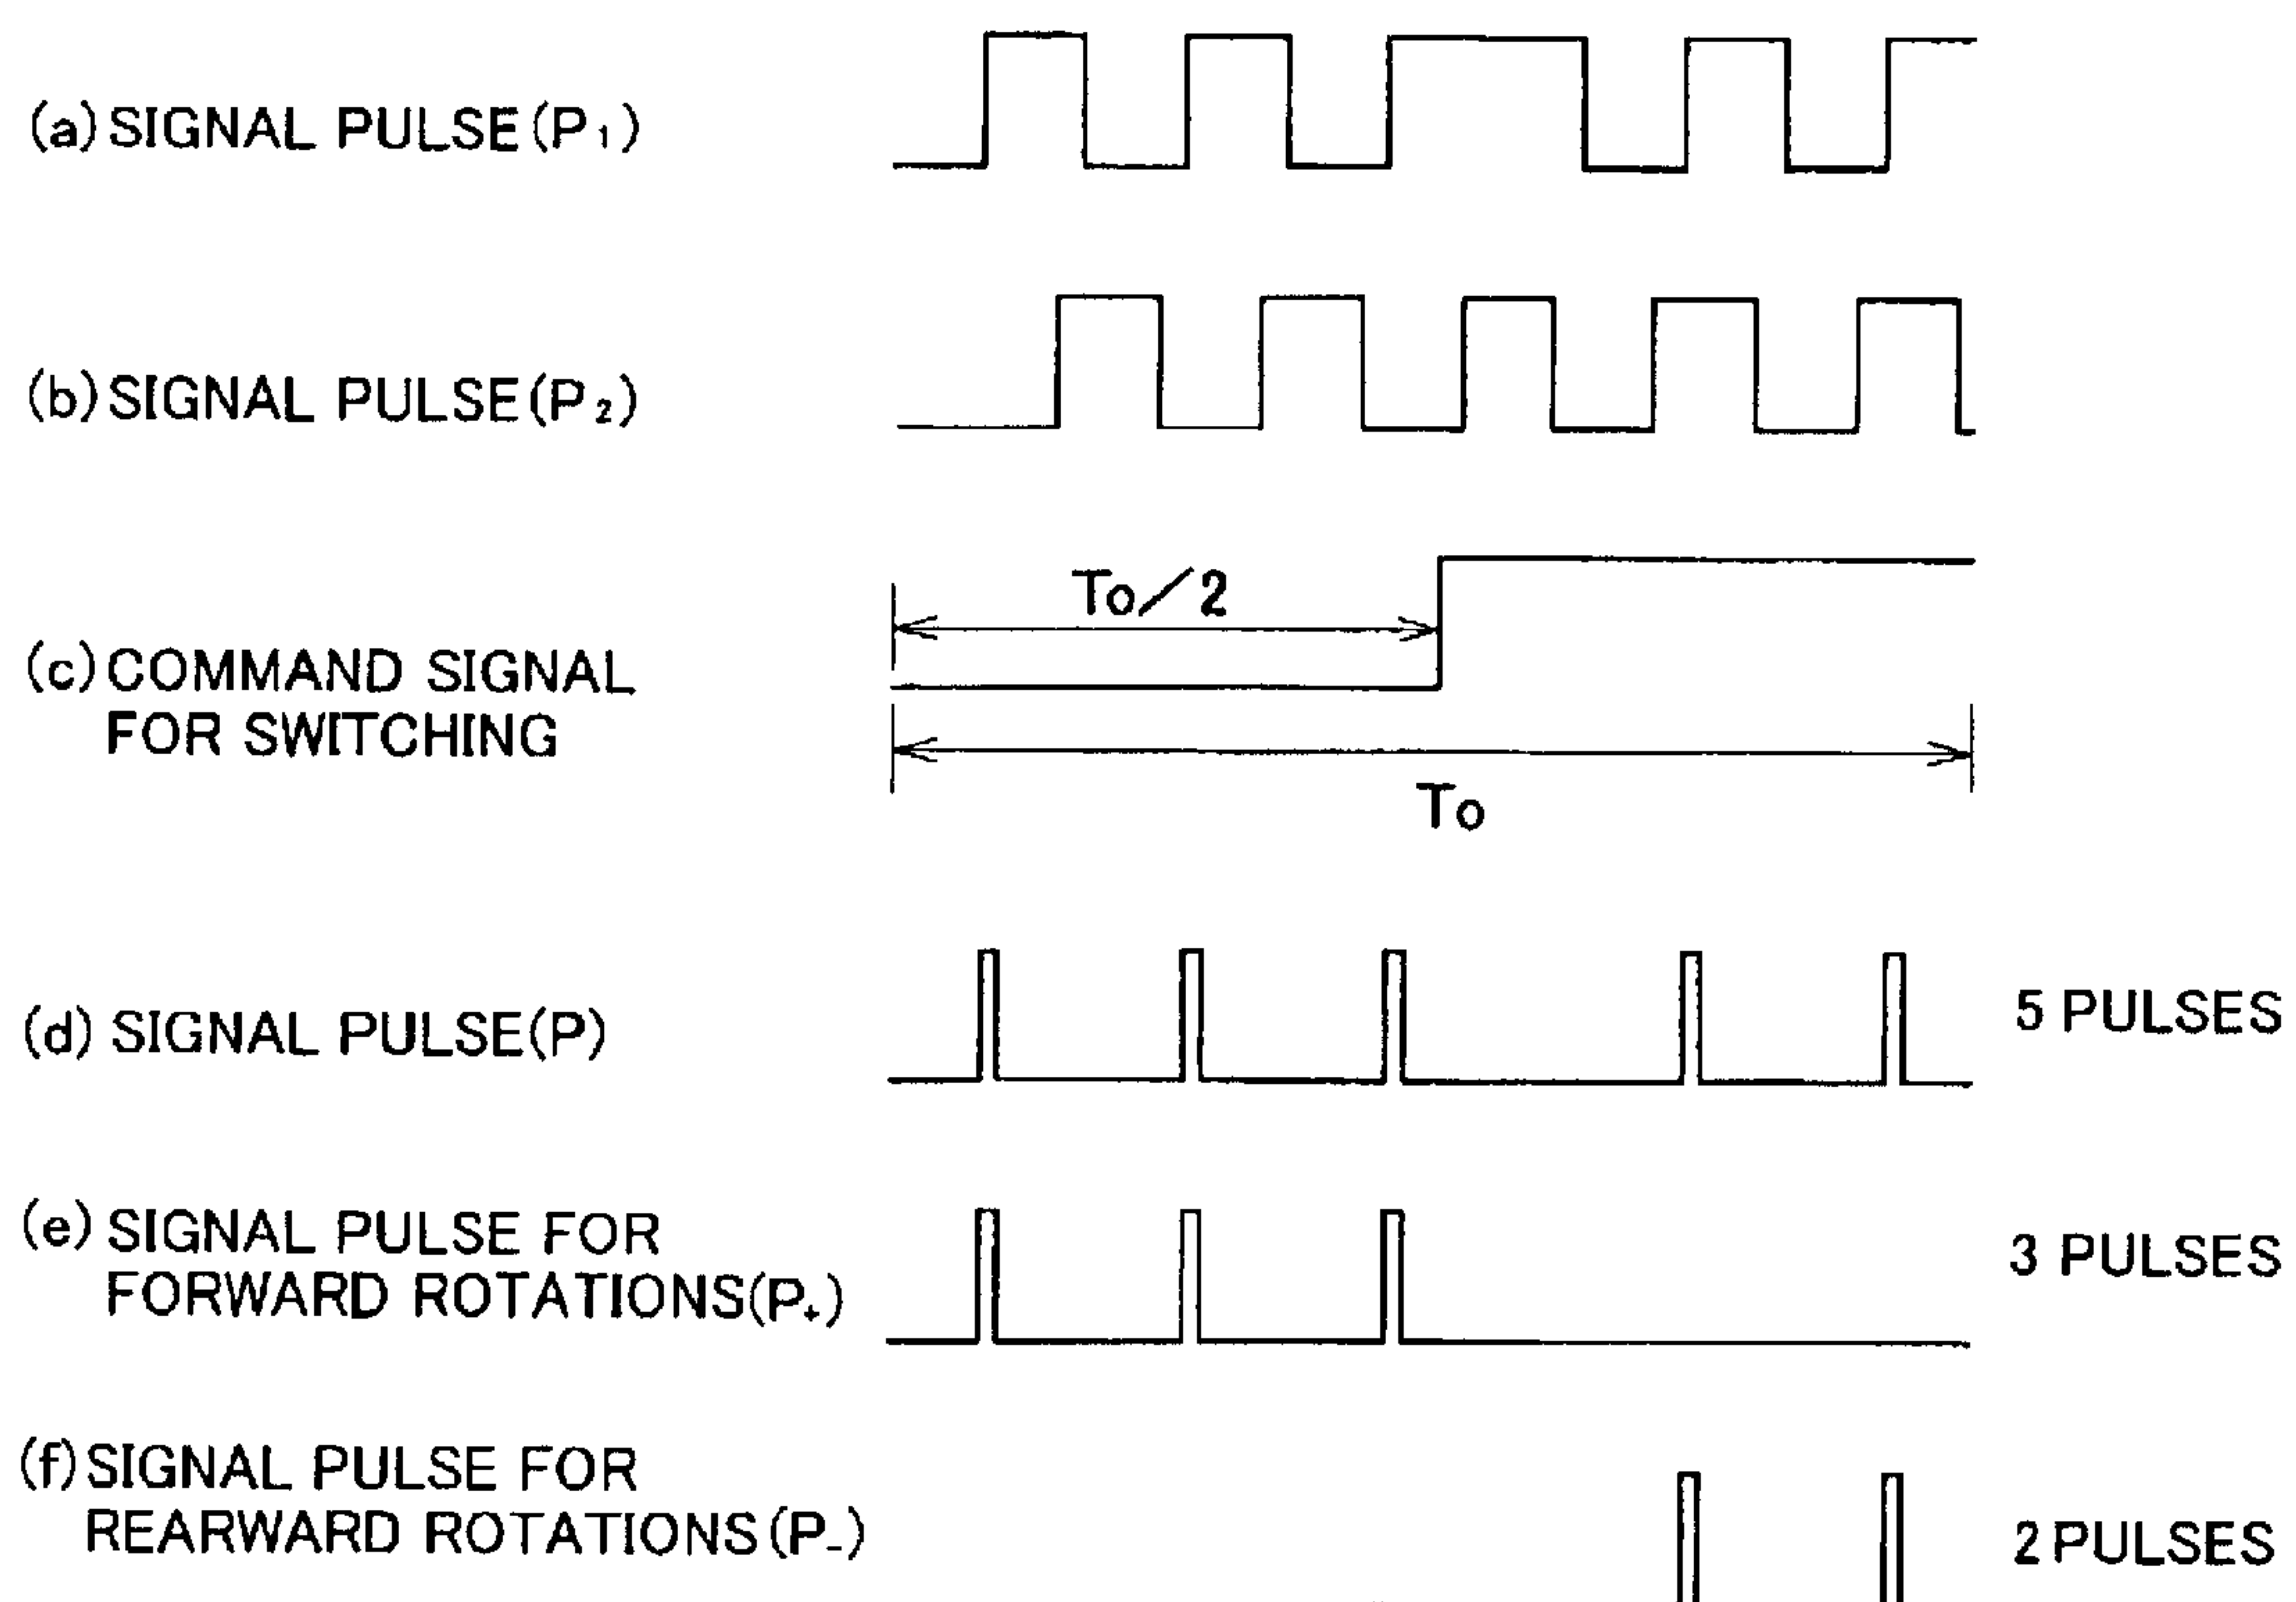 (a) SIGNAL PULSE(P₁)
(b) SIGNAL PULSE(P₂)
To/2
(c) COMMAND SIGNAL
FOR SWITCHING
To
(d) SIGNAL PULSE(P)
5 PULSES
(e) SIGNAL PULSE FOR
FORWARD ROTATIONS(P₊)
3 PULSES
(f) SIGNAL PULSE FOR
REARWARD ROTATIONS(P₋)
2 PULSES